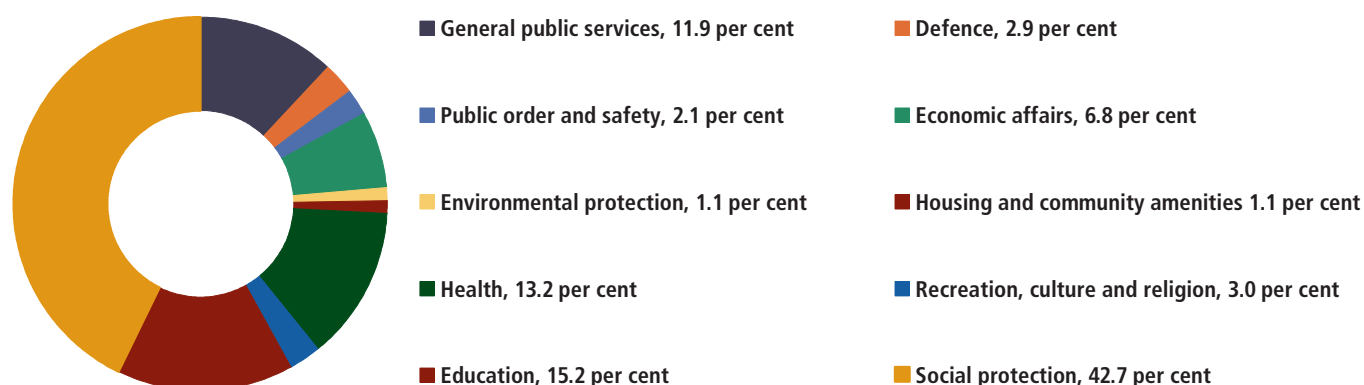 General public services, 11.9 per cent
Defence, 2.9 per cent
Public order and safety, 2.1 per cent
Economic affairs, 6.8 per cent
Environmental protection, 1.1 per cent
Housing and community amenities 1.1 per cent
Health, 13.2 per cent
Recreation, culture and religion, 3.0 per cent
Education, 15.2 per cent
Social protection, 42.7 per cent